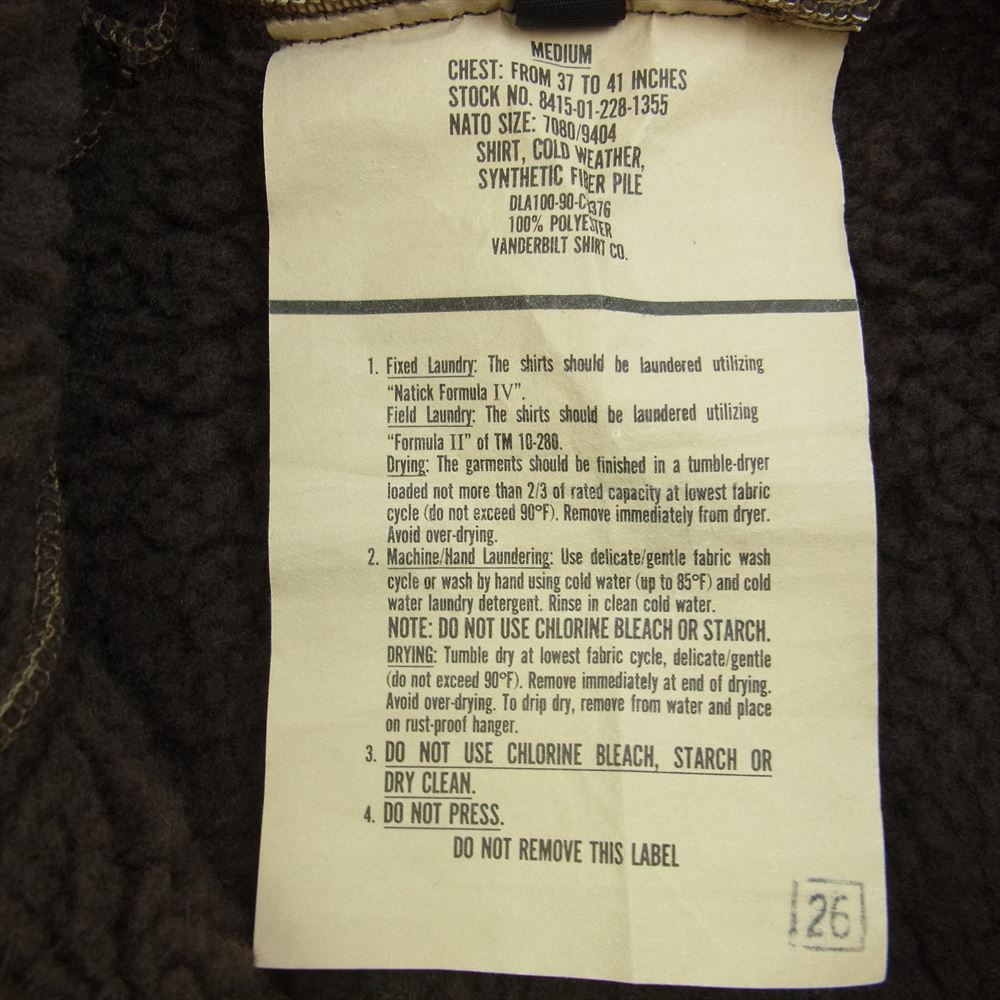 MEDIUM
CHEST: FROM 37 TO 41 INCHES
STOCK NO. 8415-01-228-1355
NATO SIZE: 7080/9404
SHIRT, COLD WEATHER,
SYNTHETIC FIBER PILE
100% POLYESTER
VANDERBILT SHIRT CO.
1. Fixed Laundry: The shirts should be laundered utilizing
“Natick Formula IV”.
Field Laundry: The shirts should be laundered utilizing
“Formula II” of TM 10-280.
Drying: The garments should be finished in a tumble-dryer
loaded not more than 2/3 of rated capacity at lowest fabric
cycle (do not exceed 90°F). Remove immediately from dryer.
Avoid over-drying.
2. Machine/Hand Laundering: Use delicate/gentle fabric wash
cycle or wash by hand using cold water (up to 85°F) and cold
water laundry detergent. Rinse in clean cold water.
NOTE: DO NOT USE CHLORINE BLEACH OR STARCH.
DRYING: Tumble dry at lowest fabric cycle, delicate/gentle
(do not exceed 90°F). Remove immediately at end of drying.
Avoid over-drying. To drip dry, remove from water and place
on rust-proof hanger.
3. DO NOT USE CHLORINE BLEACH, STARCH OR
DRY CLEAN.
4. DO NOT PRESS.
DO NOT REMOVE THIS LABEL
26